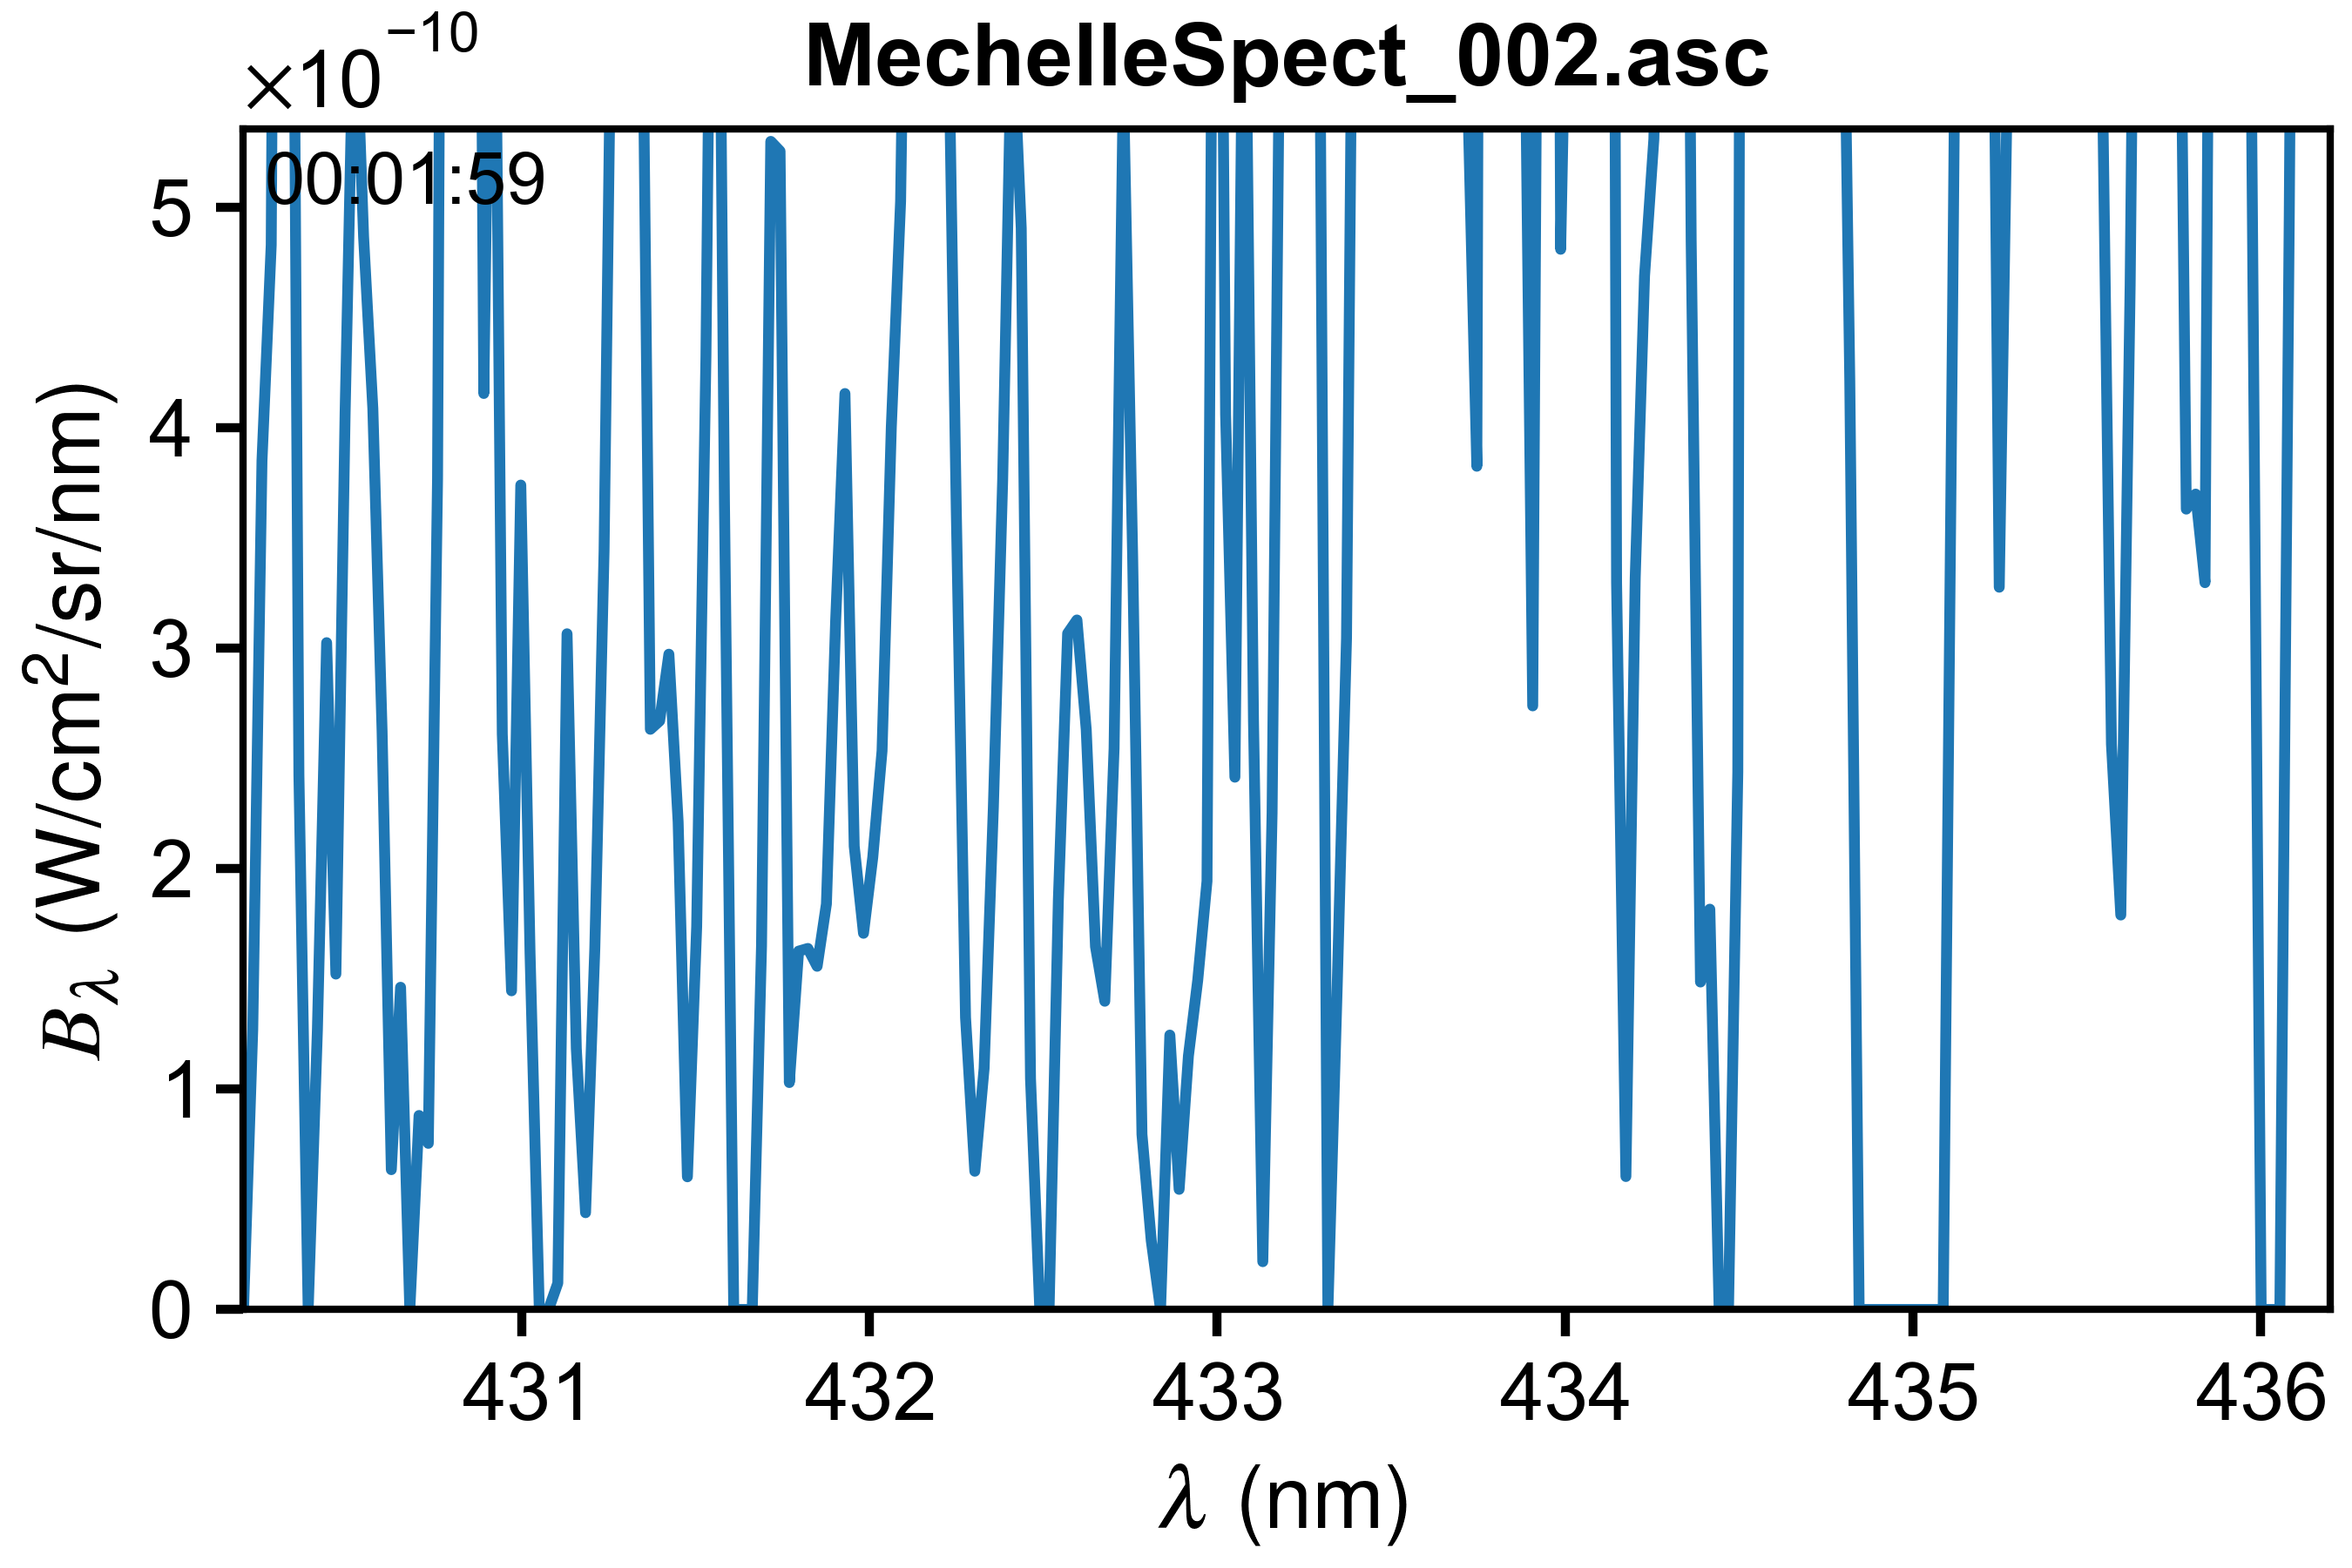 ×10⁻¹⁰
MechelleSpect_002.asc
00:01:59
5
4
3
2
1
0
B_λ (W/cm²/sr/nm)
431 432 433 434 435 436
λ (nm)